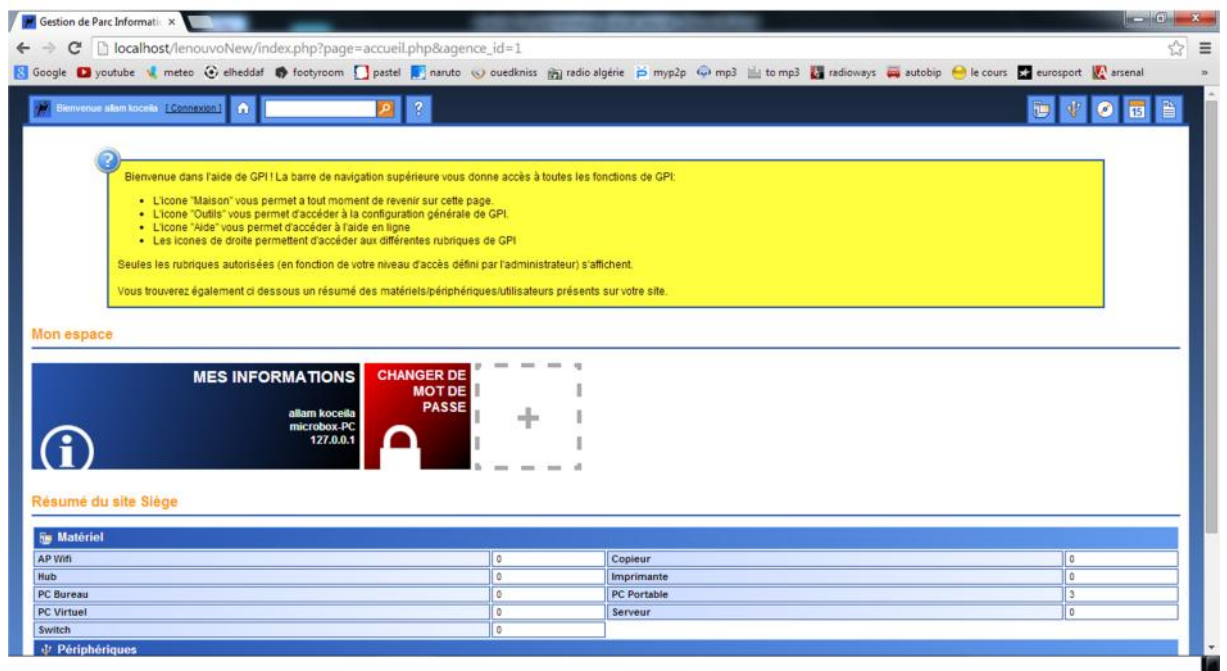 Gestion de Parc Informati
localhost/lenouvoNew/index.php?page=accueil.php&agence_id=1
Google youtube meteo elheddaf footyroom pastel naruto ouedkniss radio algérie myp2p mp3 to mp3 radioways autobip le cours eurosport arsenal »
Bienvenue allam koceila [ Connexion ] ? 15
?
Bienvenue dans l'aide de GPI ! La barre de navigation supérieure vous donne accès à toutes les fonctions de GPI:
• L'icone "Maison" vous permet a tout moment de revenir sur cette page.
• L'icone "Outils" vous permet d'accéder à la configuration générale de GPI.
• L'icone "Aide" vous permet d'accéder à l'aide en ligne
• Les icones de droite permettent d'accéder aux différentes rubriques de GPI
Seules les rubriques autorisées (en fonction de votre niveau d'accès défini par l'administrateur) s'affichent.
Vous trouverez également ci dessous un résumé des matériels/périphériques/utilisateurs présents sur votre site.
Mon espace
MES INFORMATIONS
allam koceila
microbox-PC
127.0.0.1
CHANGER DE
MOT DE
PASSE
+
Résumé du site Siège
Matériel
AP Wifi 0 Copieur 0
Hub 0 Imprimante 0
PC Bureau 0 PC Portable 3
PC Virtuel 0 Serveur 0
Switch 0
Périphériques